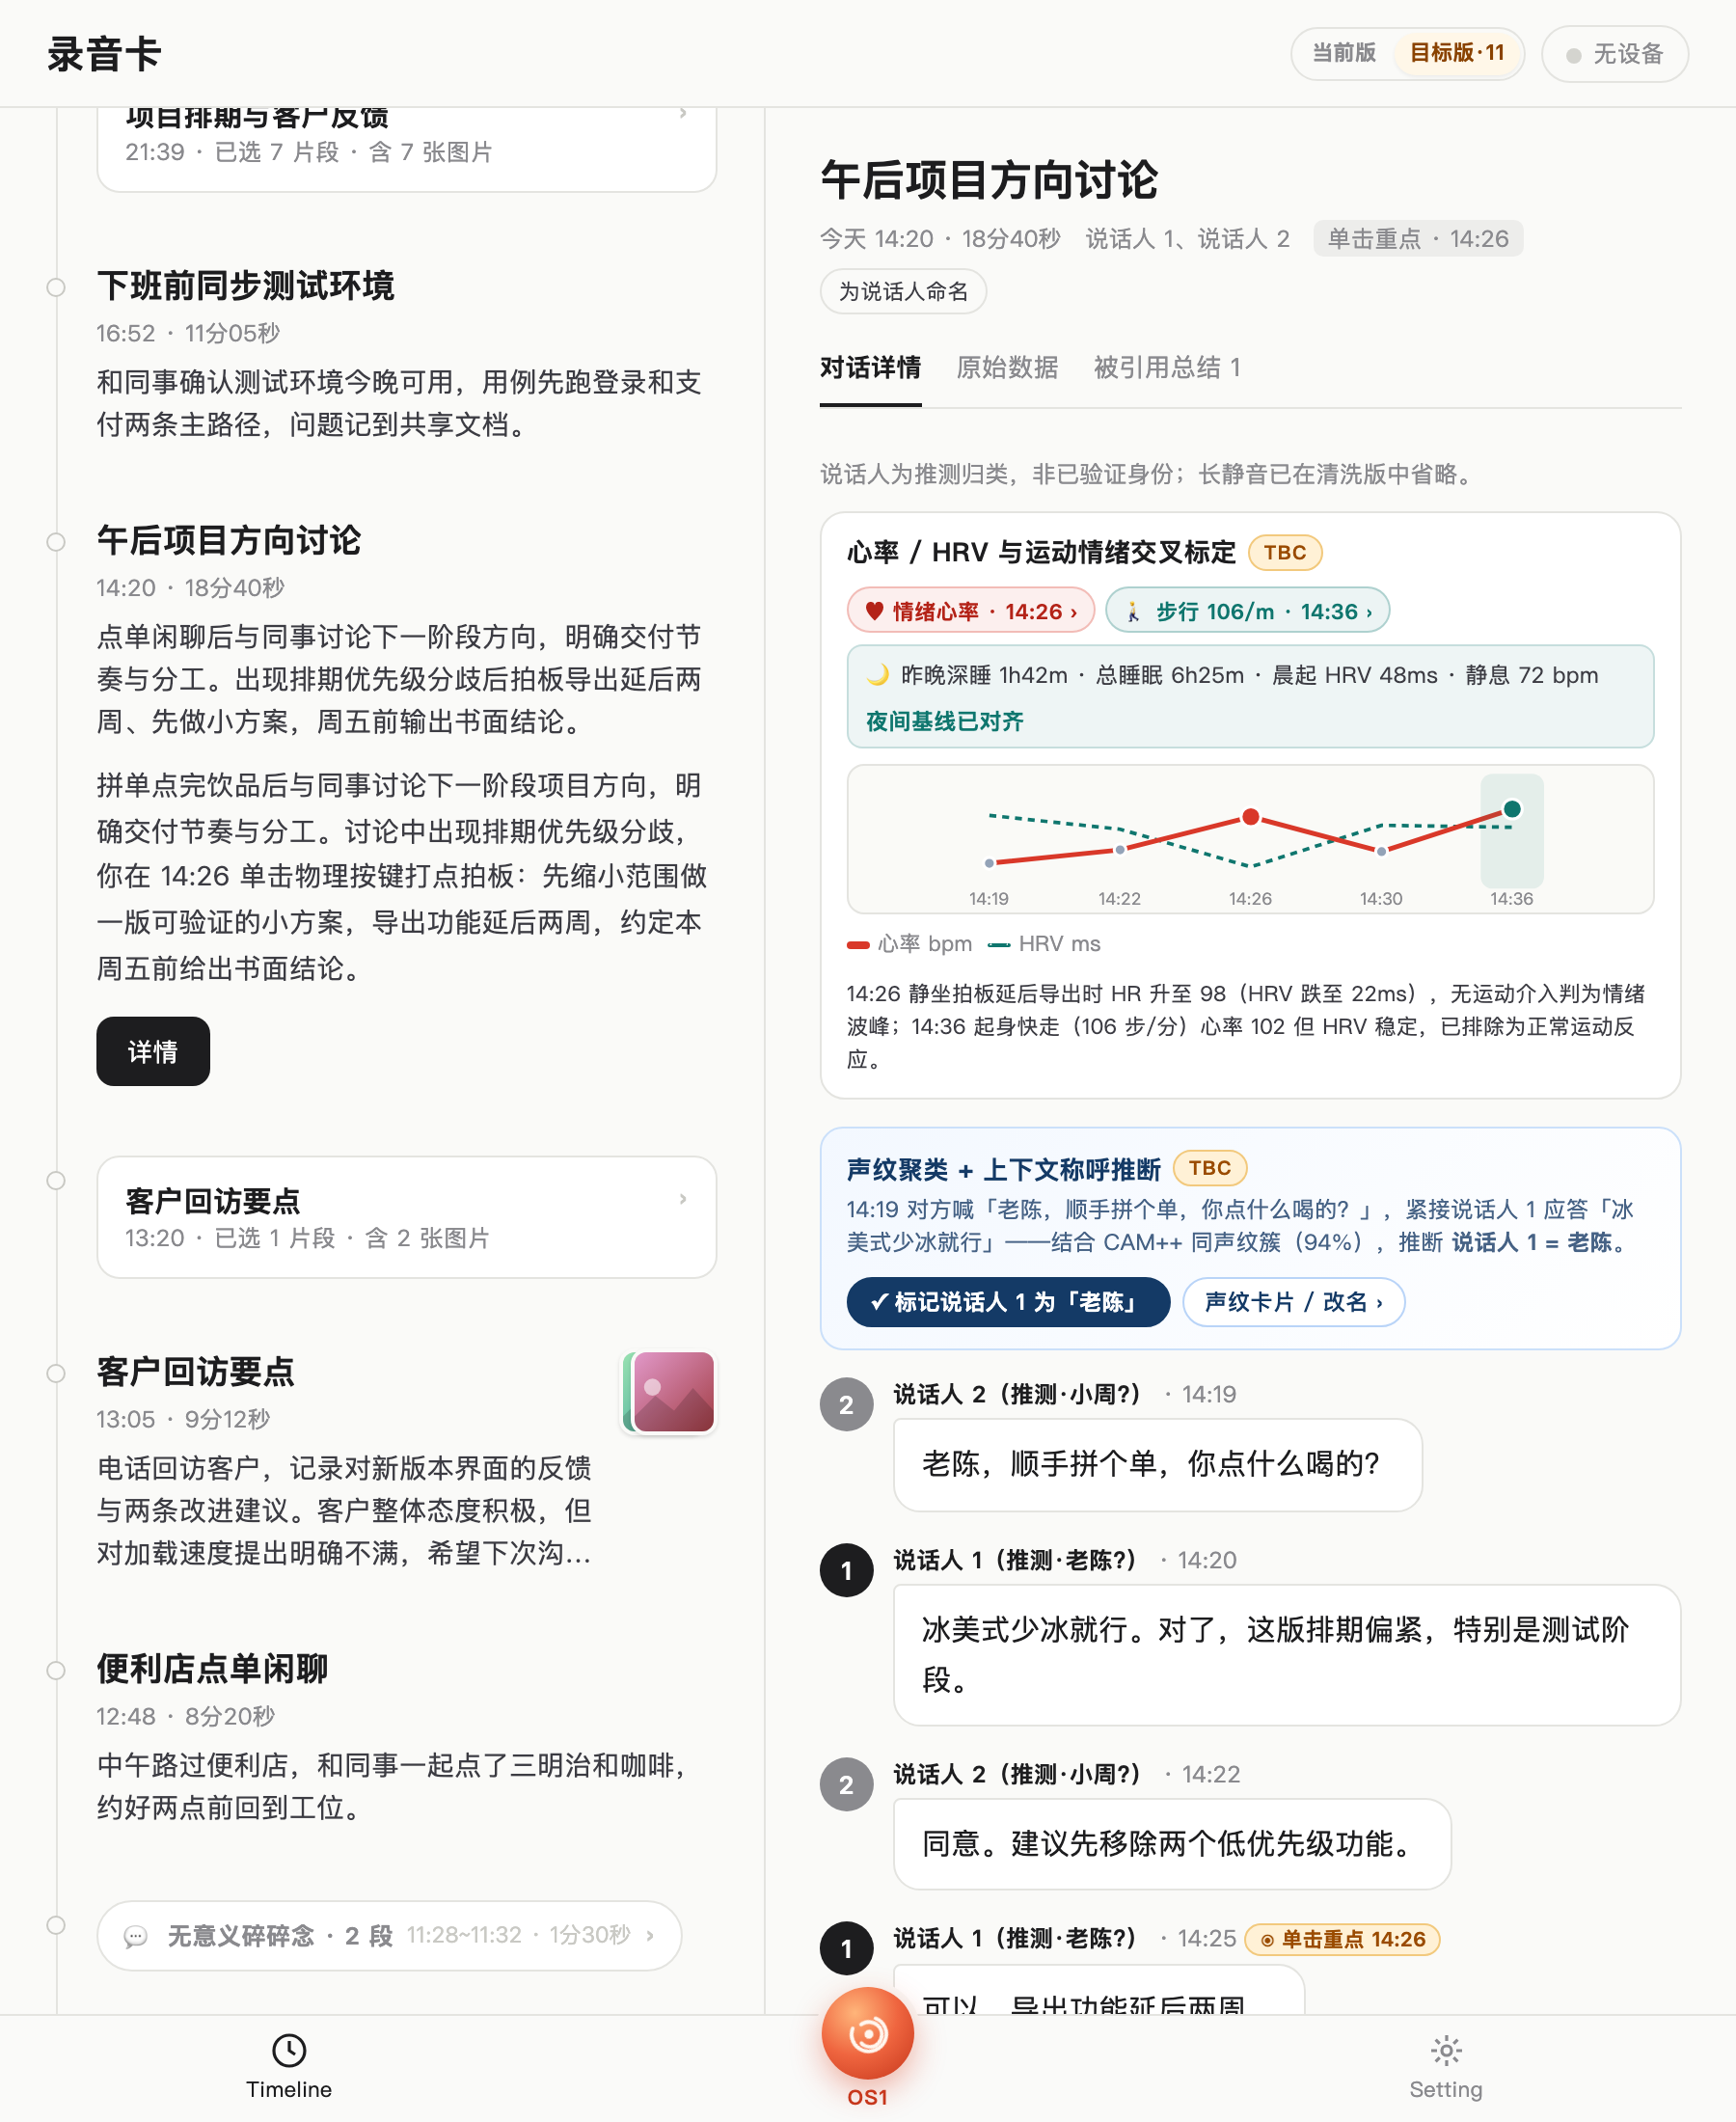 录音卡
当前版
目标版·11
无设备
项目排期与客户反馈
21:39 · 已选 7 片段 · 含 7 张图片
下班前同步测试环境
16:52 · 11分05秒
和同事确认测试环境今晚可用，用例先跑登录和支
付两条主路径，问题记到共享文档。
午后项目方向讨论
14:20 · 18分40秒
点单闲聊后与同事讨论下一阶段方向，明确交付节
奏与分工。出现排期优先级分歧后拍板导出延后两
周、先做小方案，周五前输出书面结论。
拼单点完饮品后与同事讨论下一阶段项目方向，明
确交付节奏与分工。讨论中出现排期优先级分歧，
你在 14:26 单击物理按键打点拍板：先缩小范围做
一版可验证的小方案，导出功能延后两周，约定本
周五前给出书面结论。
详情
客户回访要点
13:20 · 已选 1 片段 · 含 2 张图片
客户回访要点
13:05 · 9分12秒
电话回访客户，记录对新版本界面的反馈
与两条改进建议。客户整体态度积极，但
对加载速度提出明确不满，希望下次沟…
便利店点单闲聊
12:48 · 8分20秒
中午路过便利店，和同事一起点了三明治和咖啡，
约好两点前回到工位。
无意义碎碎念 · 2 段 11:28~11:32 · 1分30秒 ›
午后项目方向讨论
今天 14:20 · 18分40秒 说话人 1、说话人 2 单击重点 · 14:26
为说话人命名
对话详情 原始数据 被引用总结 1
说话人为推测归类，非已验证身份；长静音已在清洗版中省略。
心率 / HRV 与运动情绪交叉标定 TBC
情绪心率 · 14:26 › 步行 106/m · 14:36 ›
昨晚深睡 1h42m · 总睡眠 6h25m · 晨起 HRV 48ms · 静息 72 bpm
夜间基线已对齐
14:19 14:22 14:26 14:30 14:36
心率 bpm HRV ms
14:26 静坐拍板延后导出时 HR 升至 98（HRV 跌至 22ms），无运动介入判为情绪
波峰；14:36 起身快走（106 步/分）心率 102 但 HRV 稳定，已排除为正常运动反
应。
声纹聚类 + 上下文称呼推断 TBC
14:19 对方喊「老陈，顺手拼个单，你点什么喝的？」，紧接说话人 1 应答「冰
美式少冰就行」——结合 CAM++ 同声纹簇（94%），推断 说话人 1 = 老陈。
✓ 标记说话人 1 为「老陈」 声纹卡片 / 改名 ›
2 说话人 2（推测·小周?） · 14:19
老陈，顺手拼个单，你点什么喝的?
1 说话人 1（推测·老陈?） · 14:20
冰美式少冰就行。对了，这版排期偏紧，特别是测试阶
段。
2 说话人 2（推测·小周?） · 14:22
同意。建议先移除两个低优先级功能。
1 说话人 1（推测·老陈?） · 14:25 单击重点 14:26
可以，导出功能延后两周
Timeline
OS1
Setting